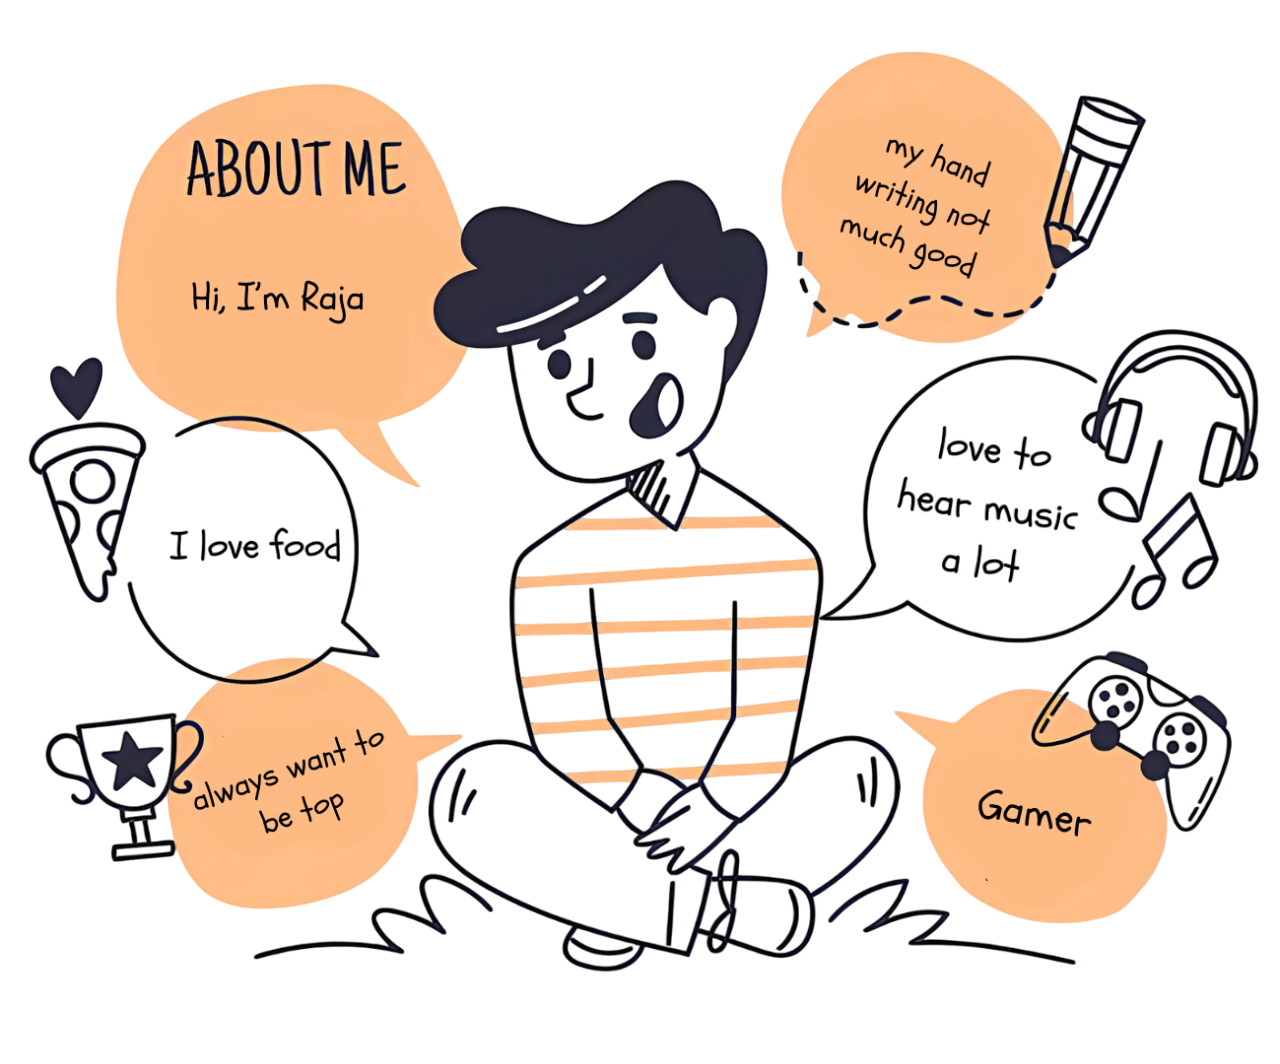 ABOUT ME
Hi, I'm Raja
my hand
writing not
much good
I love food
love to
hear music
a lot
always want to
be top
Gamer